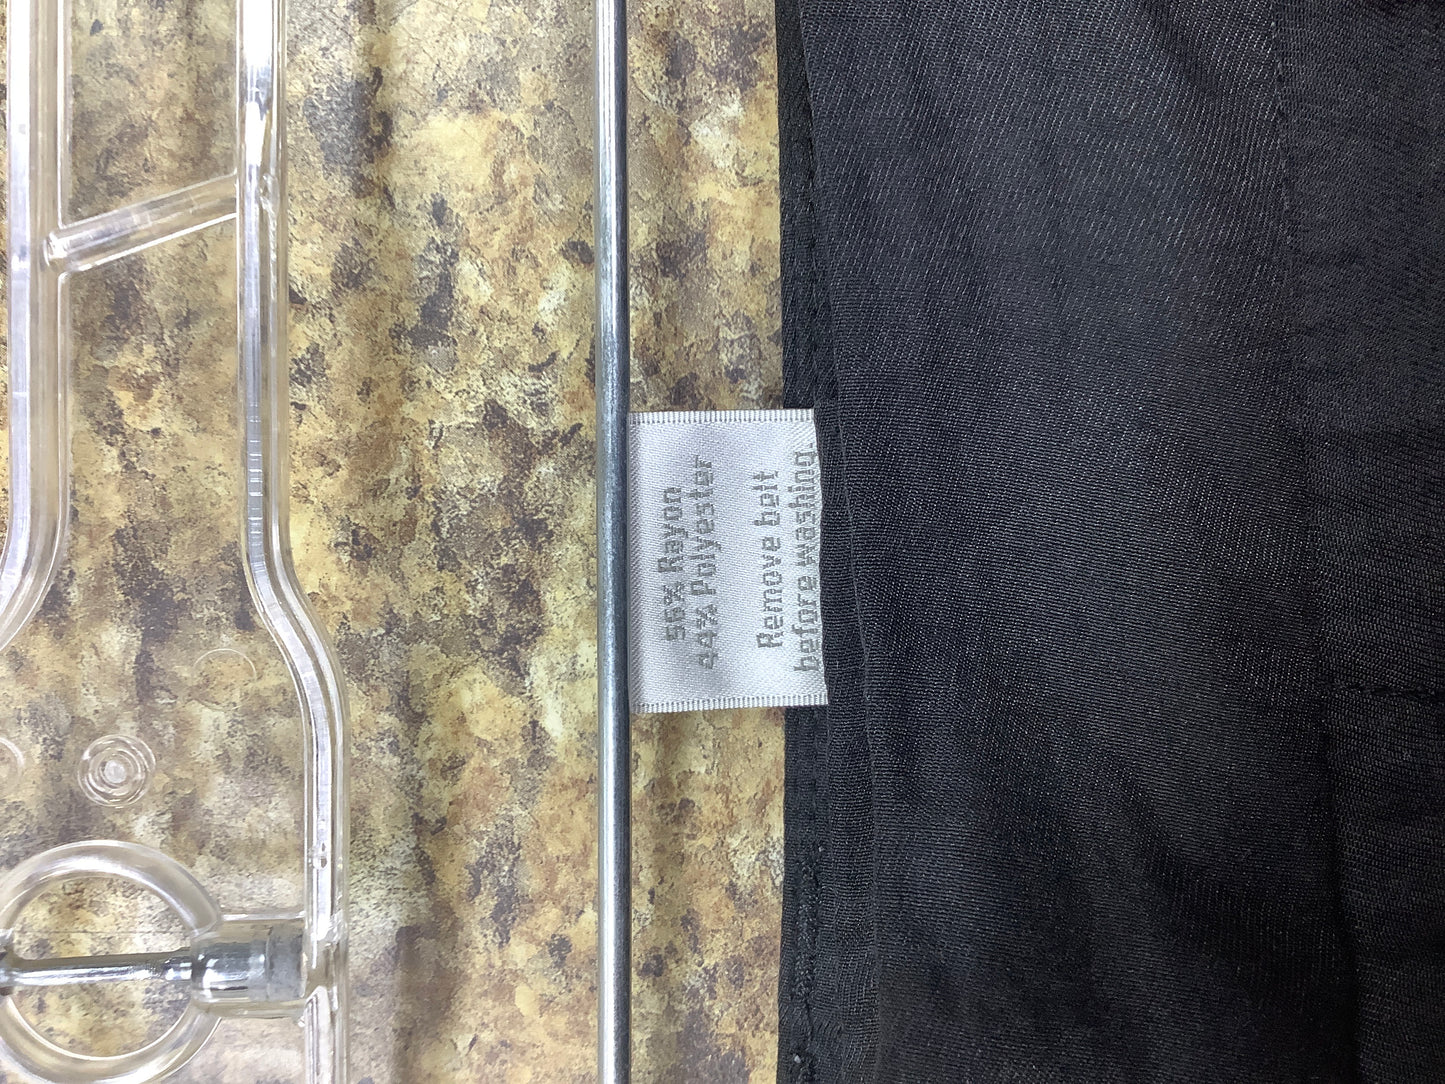 56% Rayon
44% Polyester
Remove belt
before washing.